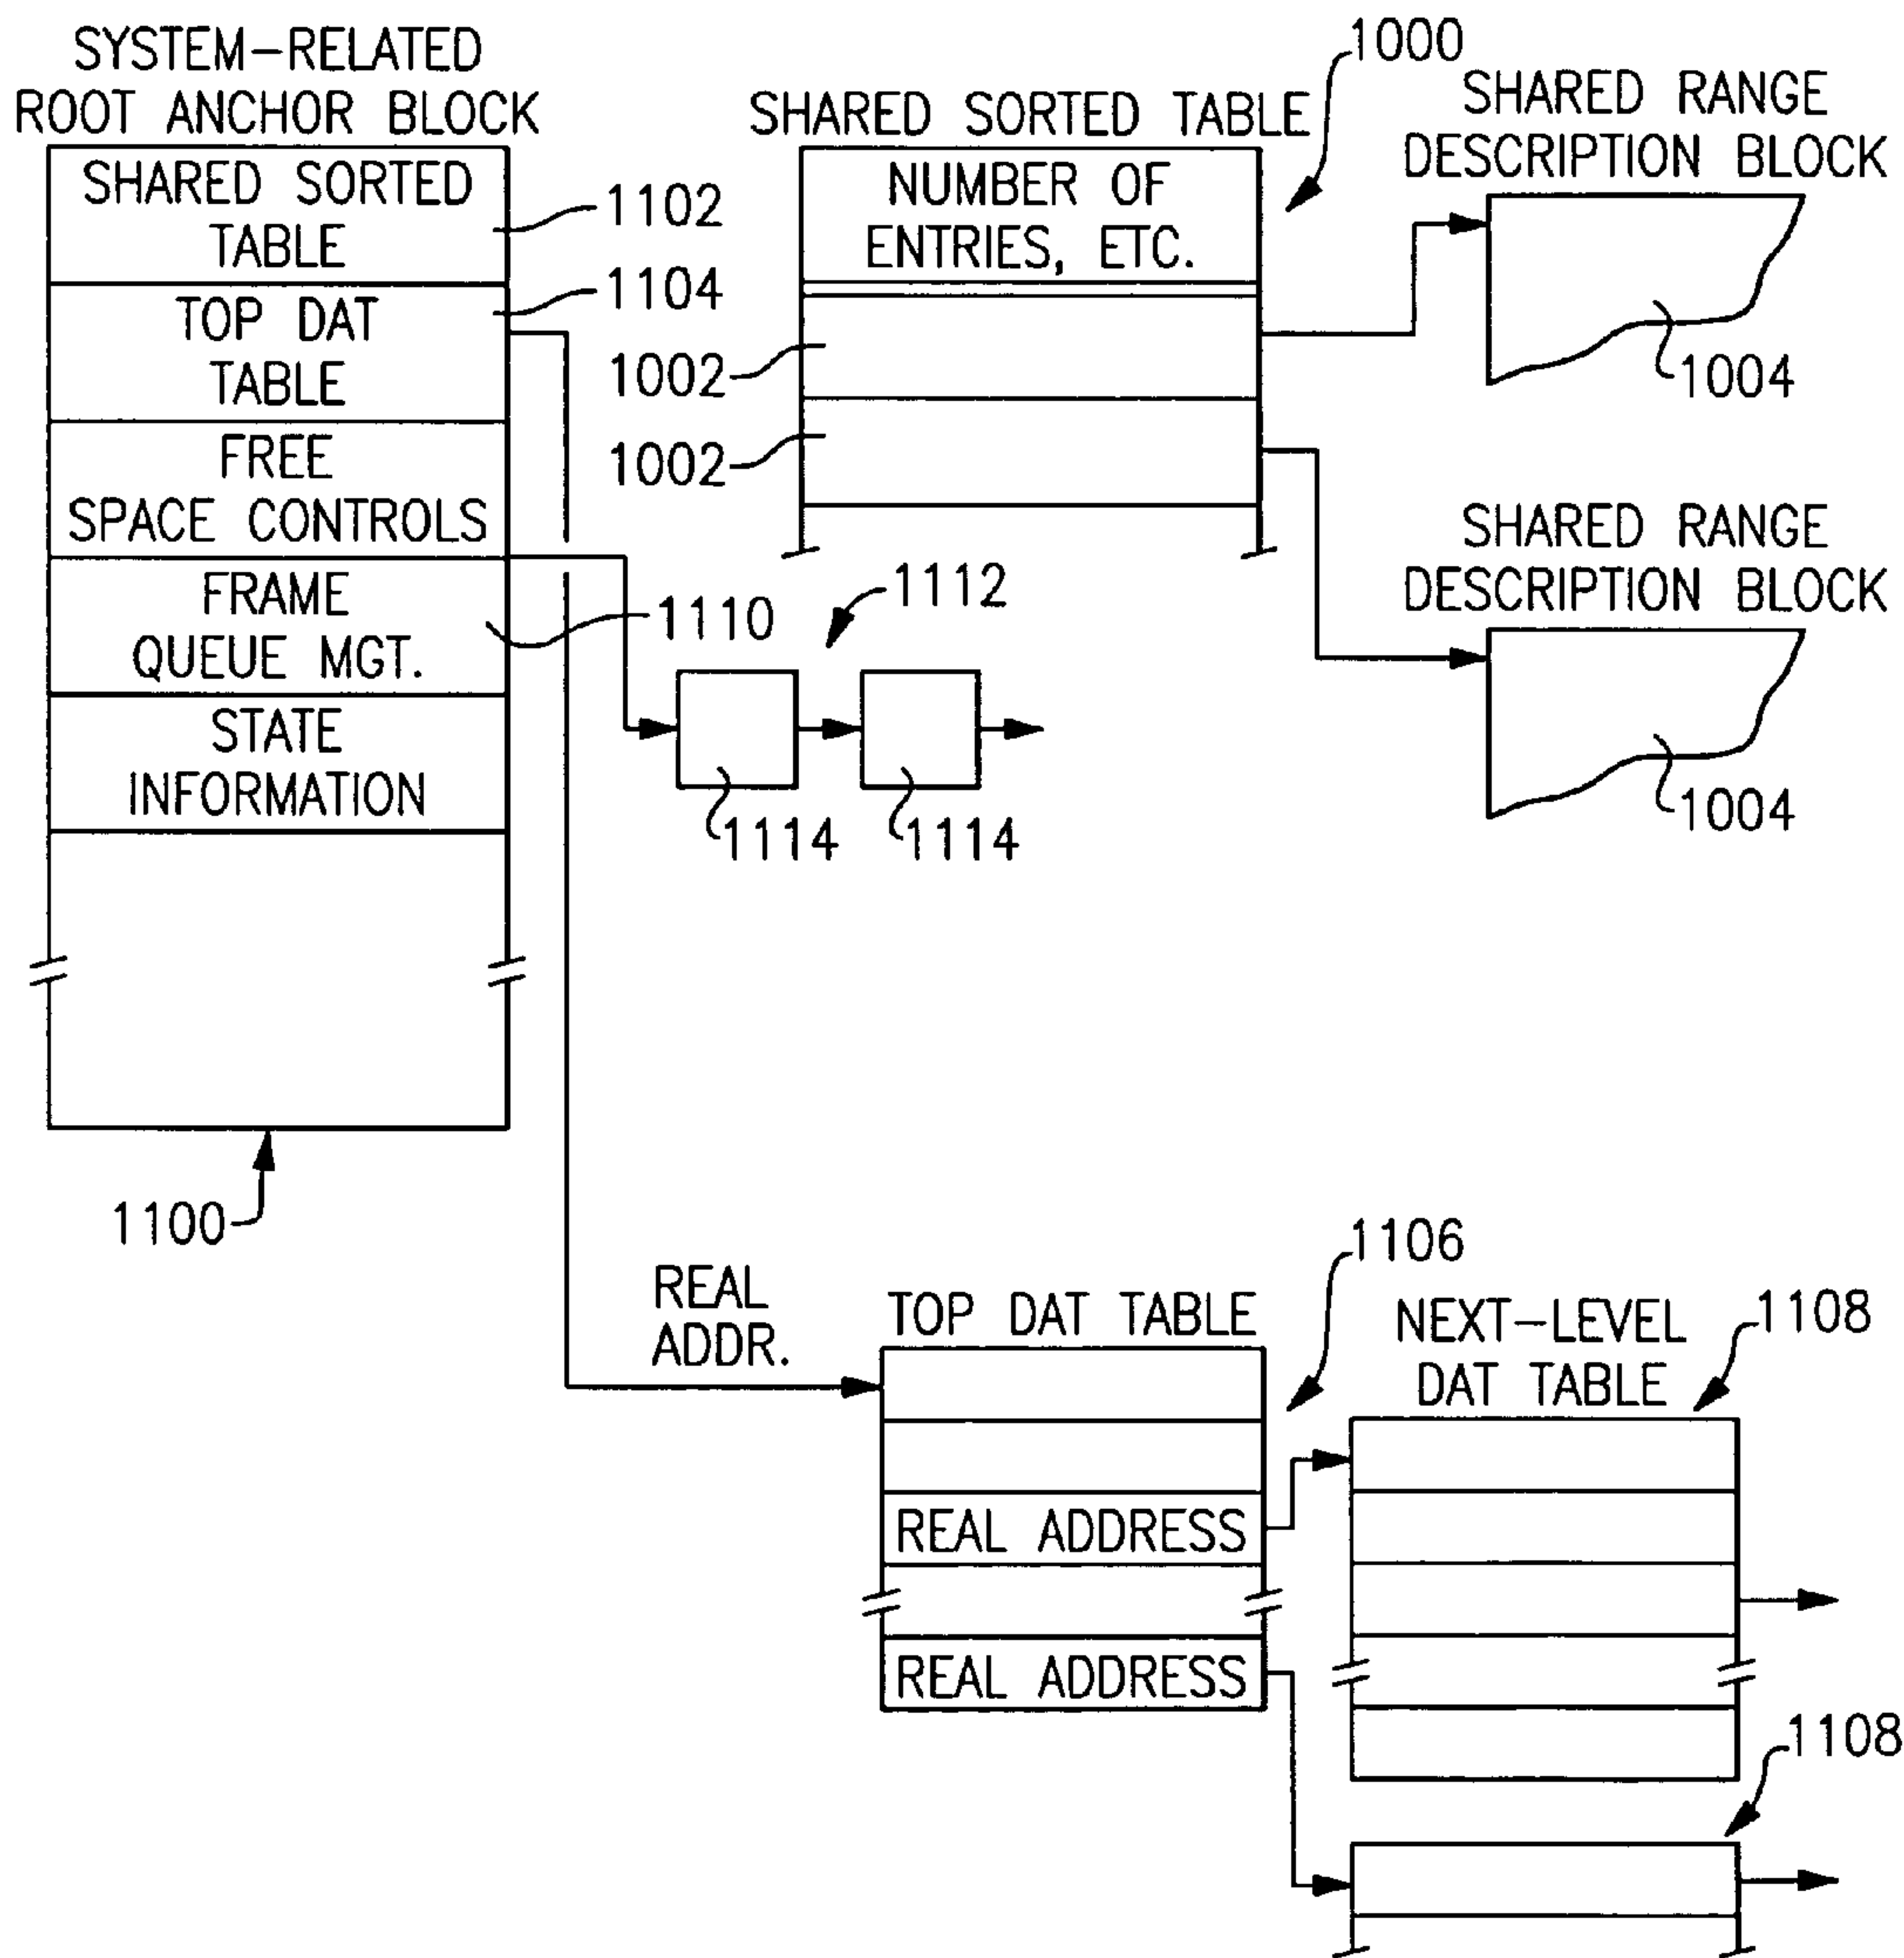 SYSTEM-RELATED
ROOT ANCHOR BLOCK
SHARED SORTED
TABLE
1102
TOP DAT
TABLE
1104
FREE
SPACE CONTROLS
FRAME
QUEUE MGT.
1110
STATE
INFORMATION
1100
1000
SHARED SORTED TABLE
NUMBER OF
ENTRIES, ETC.
1002
1002
SHARED RANGE
DESCRIPTION BLOCK
1004
SHARED RANGE
DESCRIPTION BLOCK
1004
1112
1114
1114
REAL
ADDR.
TOP DAT TABLE
1106
REAL ADDRESS
REAL ADDRESS
NEXT-LEVEL
DAT TABLE
1108
1108